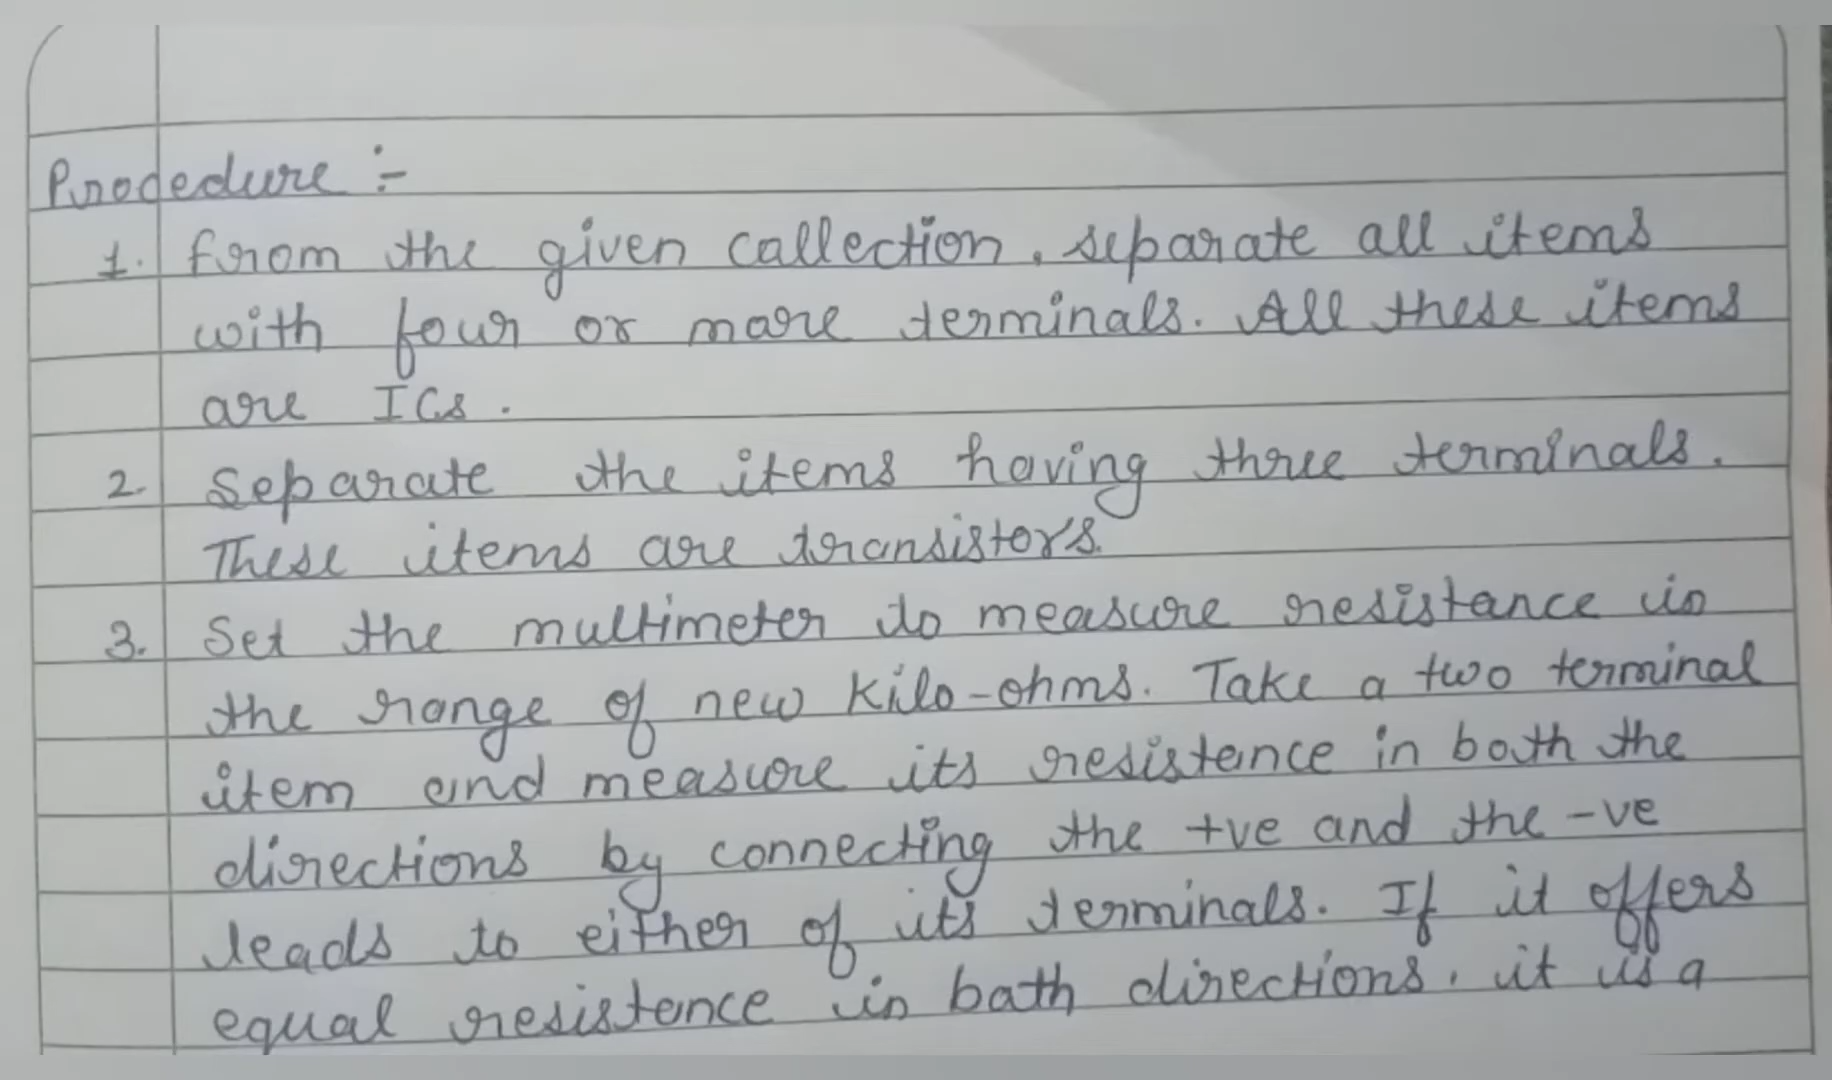 Procedure :-
1. from the given callection, separate all items
with four or more terminals. All these items
are ICs.
2. Separate the items having three terminals.
These items are transistors.
3. Set the multimeter to measure resistance in
the range of new kilo-ohms. Take a two terminal
item and measure its resistence in both the
directions by connecting the +ve and the -ve
leads to either of its terminals. If it offers
equal resistence in bath directions, it is a